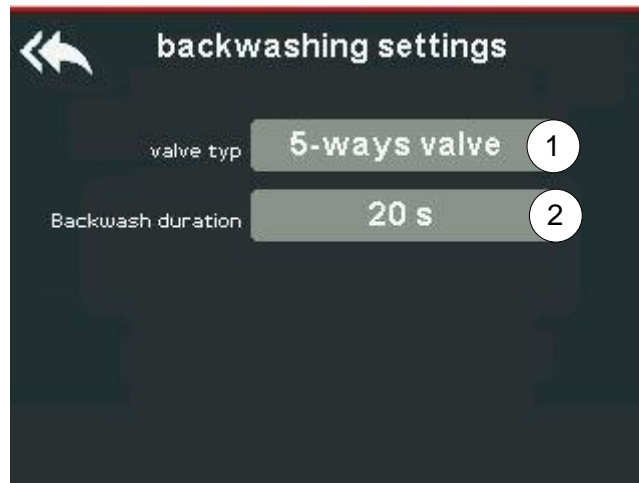 backwashing settings
valve typ 5-ways valve 1
Backwash duration 20 s 2